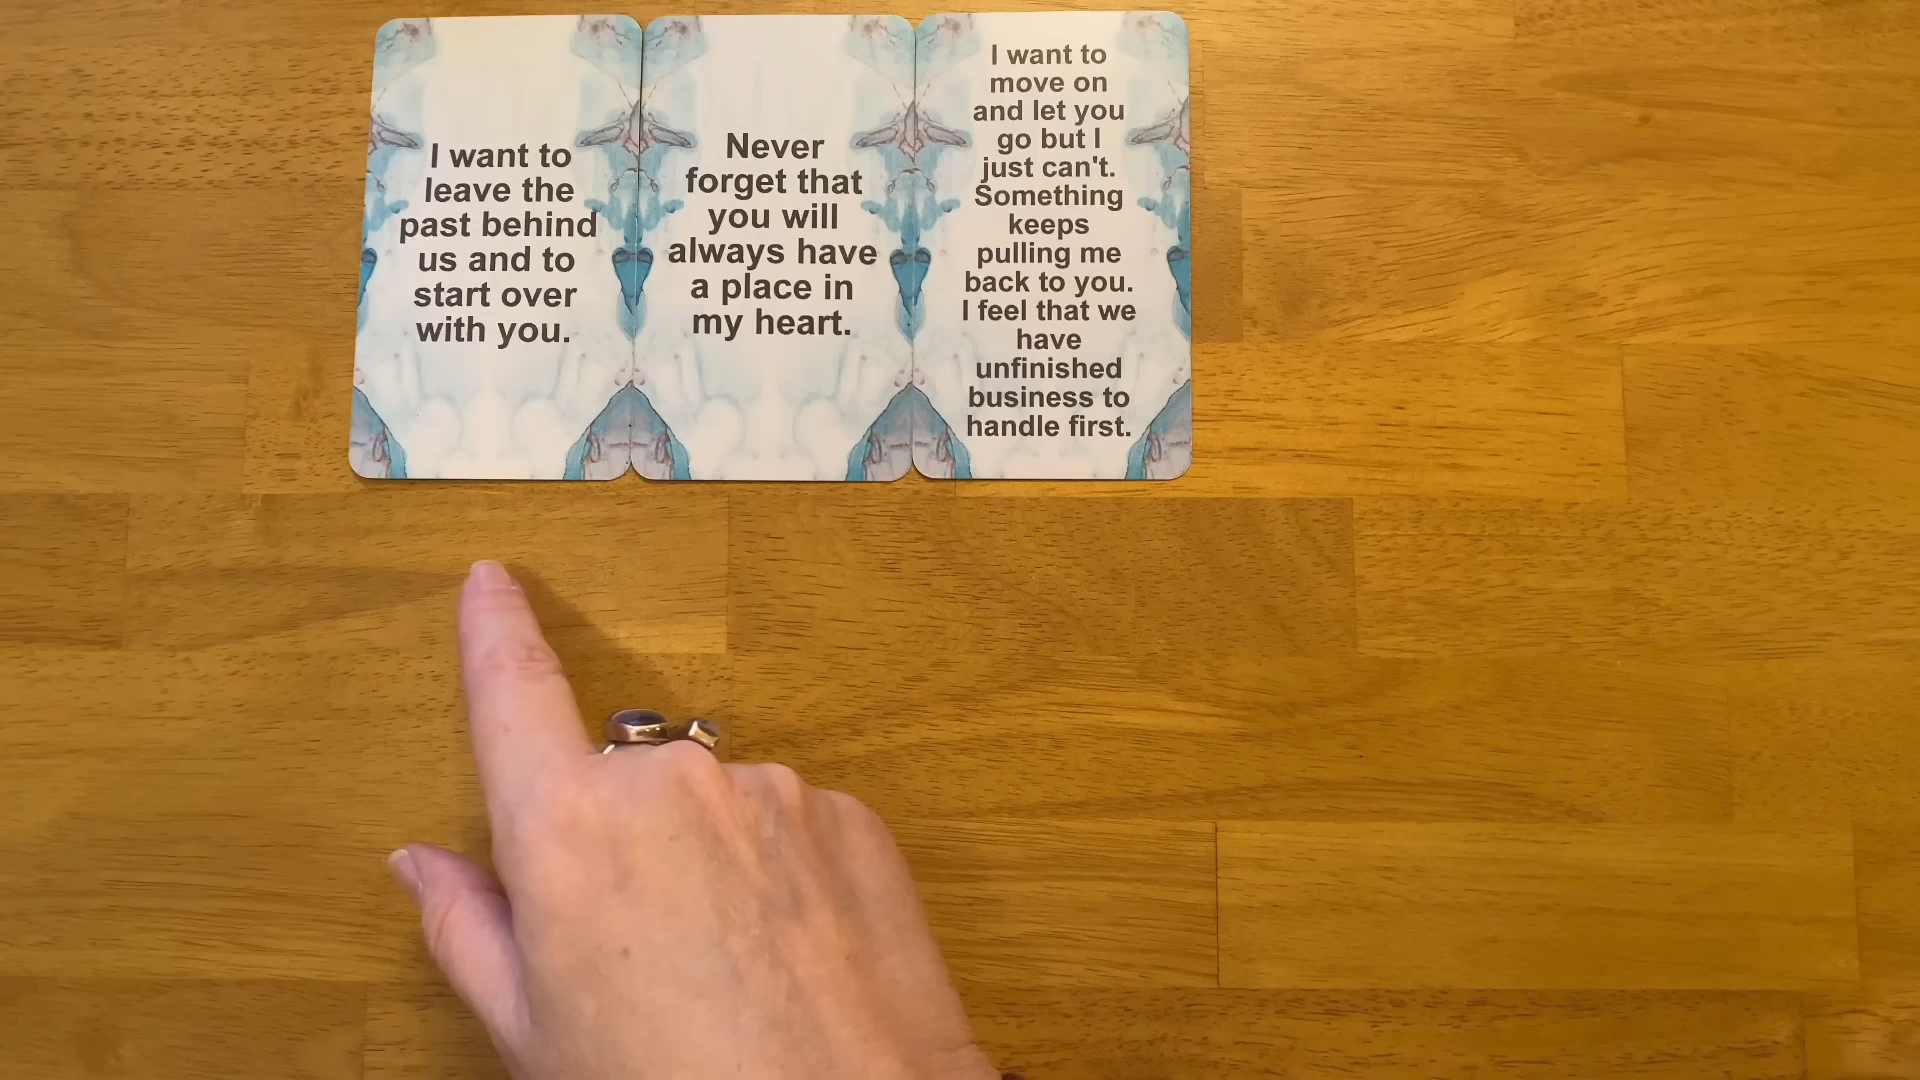 I want to
leave the
past behind
us and to
start over
with you.
Never
forget that
you will
always have
a place in
my heart.
I want to
move on
and let you
go but I
just can't.
Something
keeps
pulling me
back to you.
I feel that we
have
unfinished
business to
handle first.